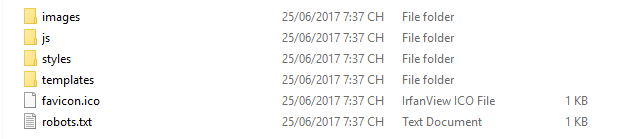 images 25/06/2017 7:37 CH File folder
js 25/06/2017 7:37 CH File folder
styles 25/06/2017 7:37 CH File folder
templates 25/06/2017 7:37 CH File folder
favicon.ico 25/06/2017 7:37 CH IrfanView ICO File 1 KB
robots.txt 25/06/2017 7:37 CH Text Document 1 KB